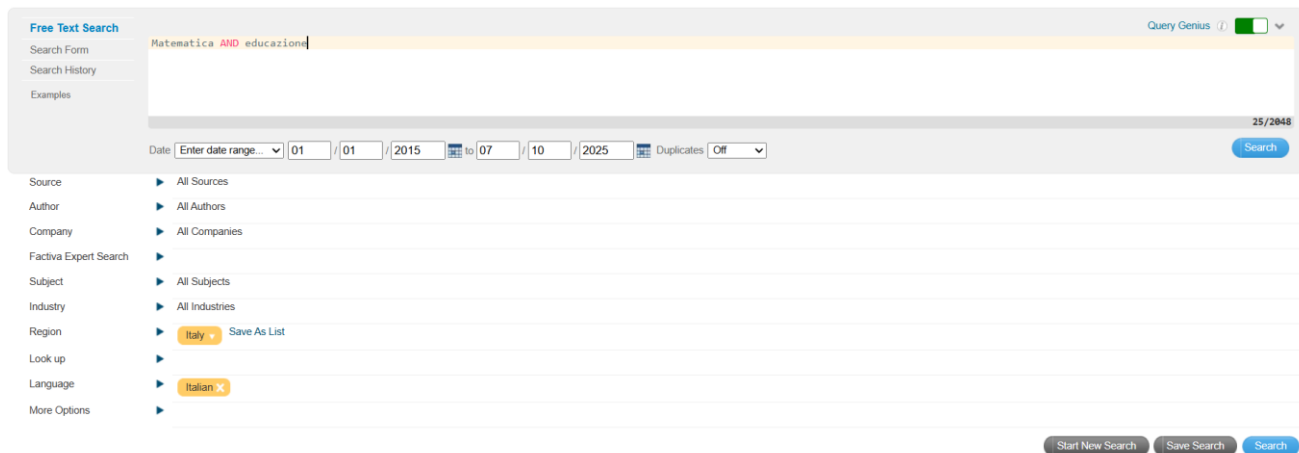 Free Text Search
Query Genius i
Search Form
Matematica AND educazione
Search History
Examples
25/2048
Date Enter date range... 01 / 01 / 2015 to 07 / 10 / 2025 Duplicates Off Search
Source All Sources
Author All Authors
Company All Companies
Factiva Expert Search
Subject All Subjects
Industry All Industries
Region Italy Save As List
Look up
Language Italian x
More Options
Start New Search Save Search Search